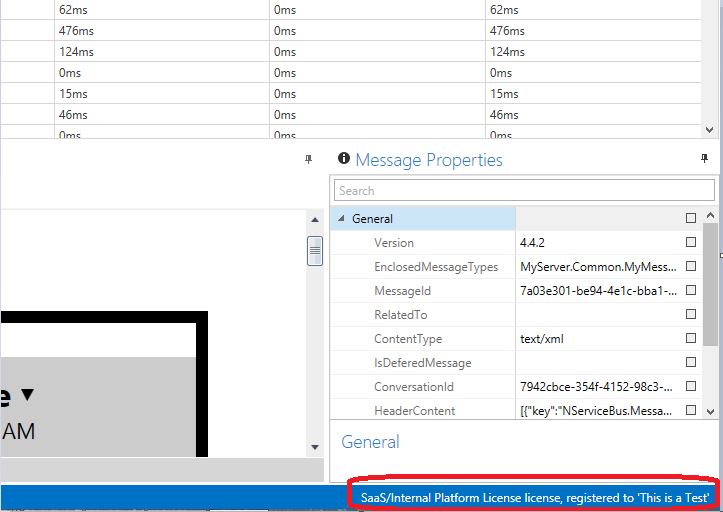 62ms 0ms 62ms
476ms 0ms 476ms
124ms 0ms 124ms
0ms 0ms 0ms
15ms 0ms 15ms
46ms 0ms 46ms
0ms 0ms 0ms
Message Properties
Search
General
Version 4.4.2
EnclosedMessageTypes MyServer.Common.MyMess...
MessageId 7a03e301-be94-4e1c-bba1-...
RelatedTo
ContentType text/xml
IsDeferedMessage
ConversationId 7942cbce-354f-4152-98c3-...
HeaderContent [{"key":"NServiceBus.Messa...
e
AM
General
SaaS/Internal Platform License license, registered to 'This is a Test'